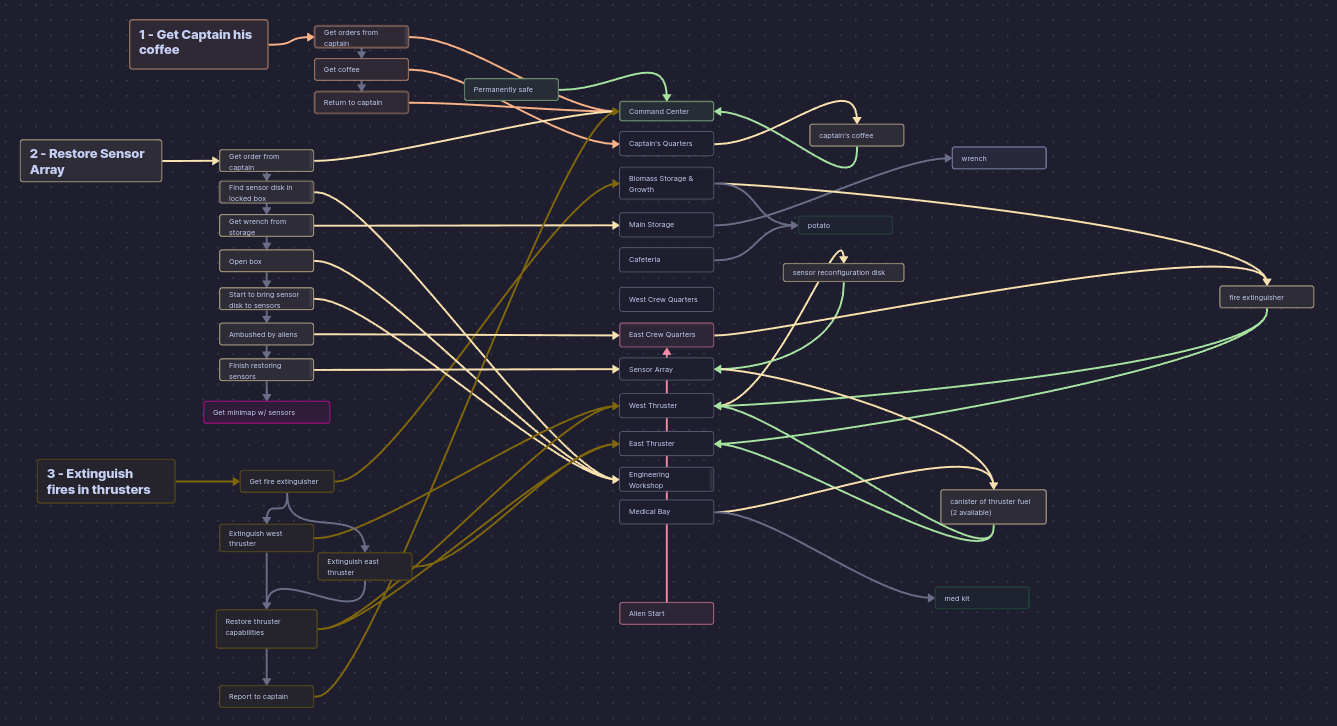 1 - Get Captain his
coffee
Get orders from
captain
Get coffee
Return to captain
Permanently safe
2 - Restore Sensor
Array
Get order from
captain
Find sensor disk in
locked box
Get wrench from
storage
Open box
Start to bring sensor
disk to sensors
Ambushed by aliens
Finish restoring
sensors
Get minimap w/ sensors
3 - Extinguish
fires in thrusters
Get fire extinguisher
Extinguish west
thruster
Extinguish east
thruster
Restore thruster
capabilities
Report to captain
Command Center
Captain's Quarters
Biomass Storage &
Growth
Main Storage
Cafeteria
West Crew Quarters
East Crew Quarters
Sensor Array
West Thruster
East Thruster
Engineering
Workshop
Medical Bay
Alien Start
captain's coffee
wrench
potato
sensor reconfiguration disk
fire extinguisher
canister of thruster fuel
(2 available)
med kit